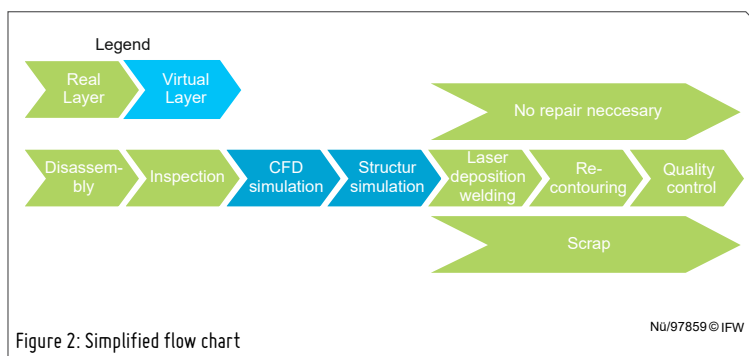 Legend
Real
Layer
Virtual
Layer
No repair neccesary
Disassem-
bly
Inspection
CFD
simulation
Structur
simulation
Laser
deposition
welding
Re-
contouring
Quality
control
Scrap
Nü/97859 © IFW
Figure 2: Simplified flow chart